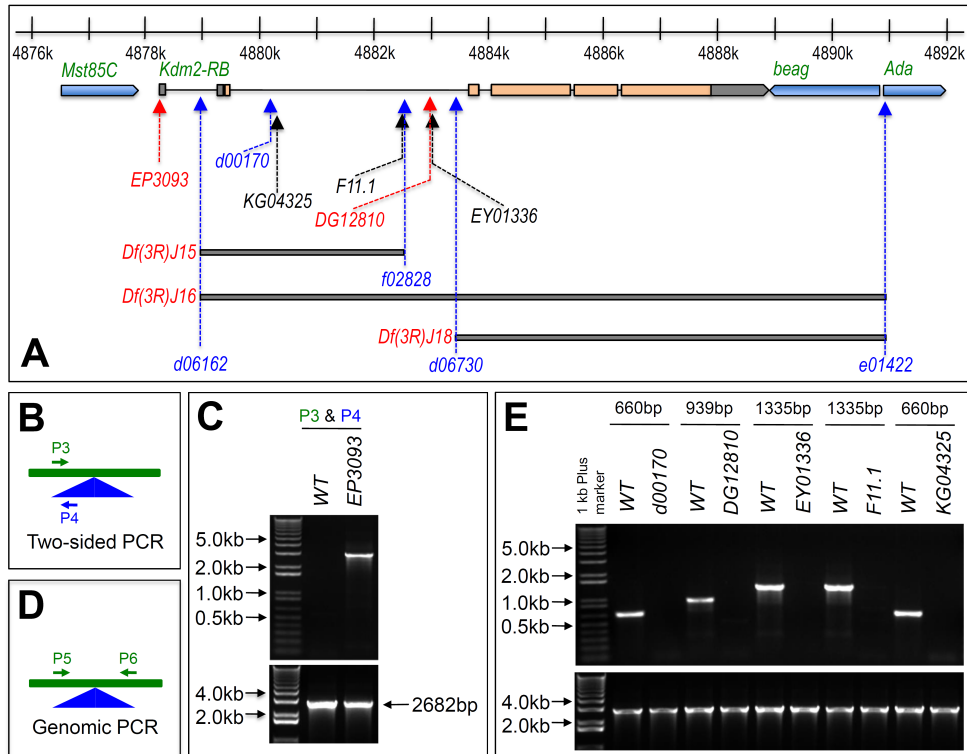 4876k 4878k 4880k 4882k 4884k 4886k 4888k 4890k 4892k
Mst85C Kdm2-RB beag Ada
d00170
EP3093
KG04325
F11.1
DG12810
EY01336
Df(3R)J15
f02828
Df(3R)J16
Df(3R)J18
A
d06162 d06730 e01422
B
P3
P4
Two-sided PCR
C
P3 & P4
WT EP3093
5.0kb
2.0kb
1.0kb
0.5kb
4.0kb
2.0kb
2682bp
D
P5 P6
Genomic PCR
E
660bp 939bp 1335bp 1335bp 660bp
1 kb Plus
marker
WT d00170 WT DG12810 WT EY01336 WT F11.1 WT KG04325
5.0kb
2.0kb
1.0kb
0.5kb
4.0kb
2.0kb